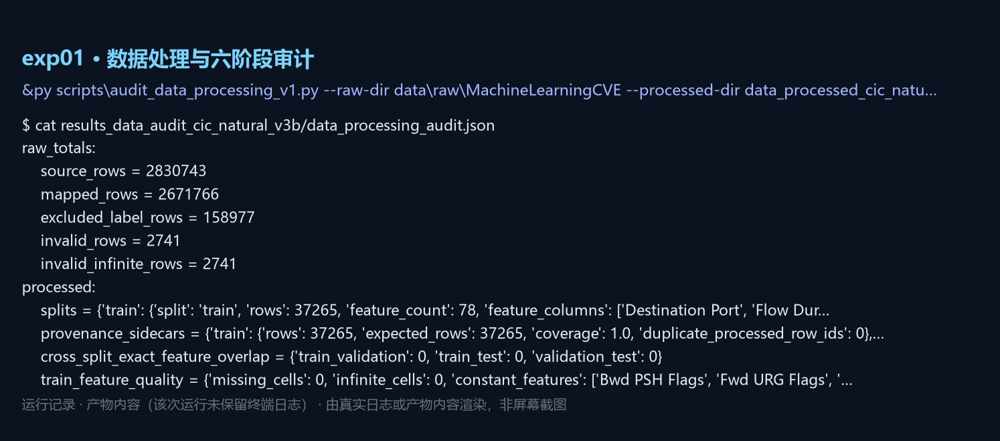 exp01 • 数据处理与六阶段审计
&py scripts\audit_data_processing_v1.py --raw-dir data\raw\MachineLearningCVE --processed-dir data_processed_cic_natu...
$ cat results_data_audit_cic_natural_v3b/data_processing_audit.json
raw_totals:
source_rows = 2830743
mapped_rows = 2671766
excluded_label_rows = 158977
invalid_rows = 2741
invalid_infinite_rows = 2741
processed:
splits = {'train': {'split': 'train', 'rows': 37265, 'feature_count': 78, 'feature_columns': ['Destination Port', 'Flow Dur...
provenance_sidecars = {'train': {'rows': 37265, 'expected_rows': 37265, 'coverage': 1.0, 'duplicate_processed_row_ids': 0},...
cross_split_exact_feature_overlap = {'train_validation': 0, 'train_test': 0, 'validation_test': 0}
train_feature_quality = {'missing_cells': 0, 'infinite_cells': 0, 'constant_features': ['Bwd PSH Flags', 'Fwd URG Flags', '...
运行记录 · 产物内容（该次运行未保留终端日志） · 由真实日志或产物内容渲染，非屏幕截图